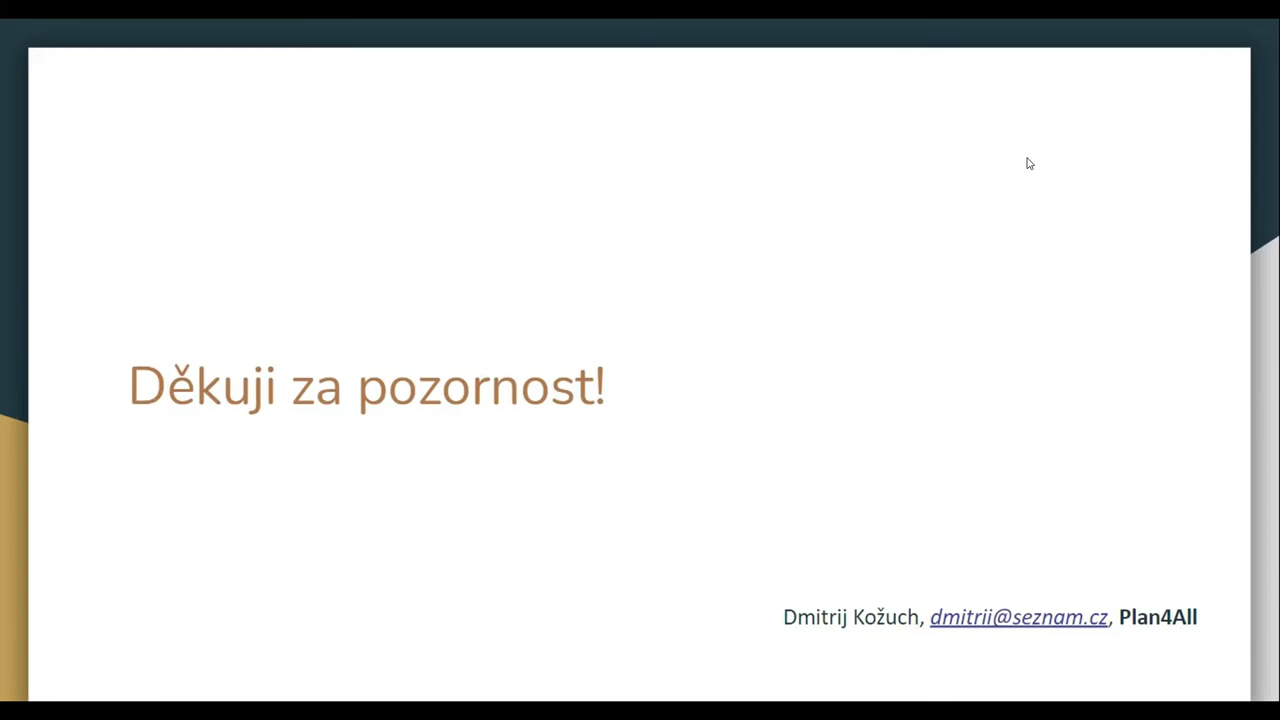 Děkuji za pozornost!
Dmitrij Kožuch, dmitrii@seznam.cz, Plan4All